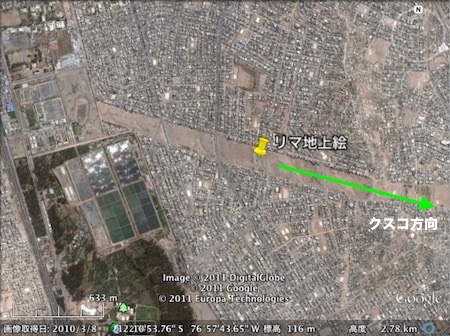 N
リマ地上絵
クスコ方向
Image © 2011 DigitalGlobe
2011 Google
© 2011 Europa Technologies
Google
633 m
画像取得日: 2010/3/8
12°10'53.76" S 76°57'43.65" W 標高 116 m 高度 2.78 km